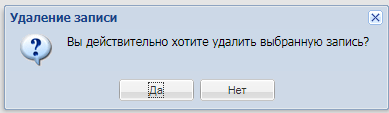 Удаление записи
Вы действительно хотите удалить выбранную запись?
Да
Нет